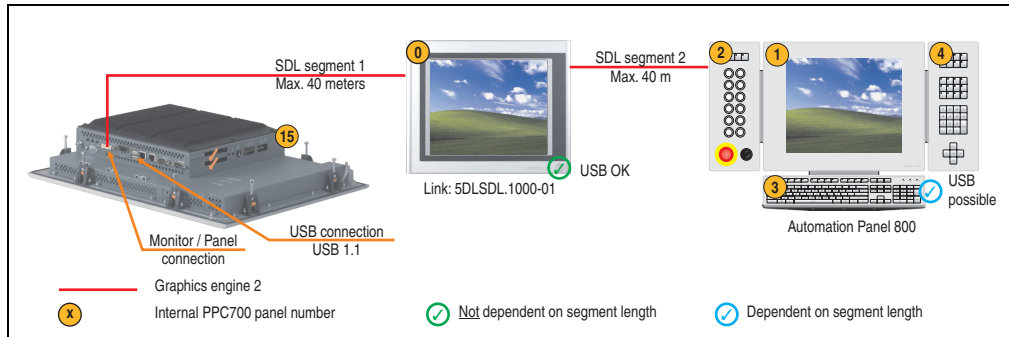 0
2
1
4
SDL segment 1
Max. 40 meters
SDL segment 2
Max. 40 m
15
USB OK
Link: 5DLSDL.1000-01
3
USB
possible
Automation Panel 800
Monitor / Panel
connection
USB connection
USB 1.1
Graphics engine 2
x
Internal PPC700 panel number
Not dependent on segment length
Dependent on segment length